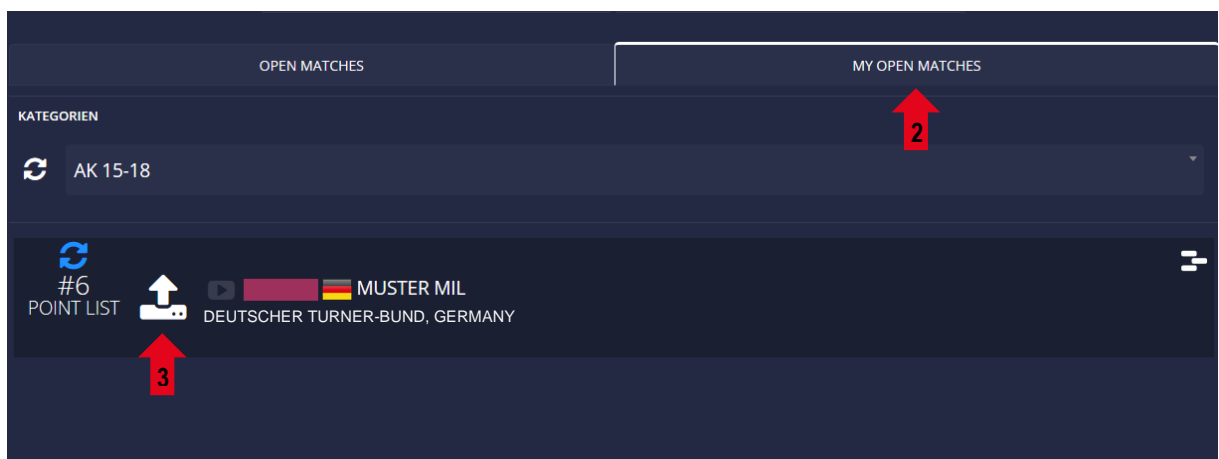 OPEN MATCHES
MY OPEN MATCHES
2
KATEGORIEN
AK 15-18
#6
POINT LIST
MUSTER MIL
DEUTSCHER TURNER-BUND, GERMANY
3